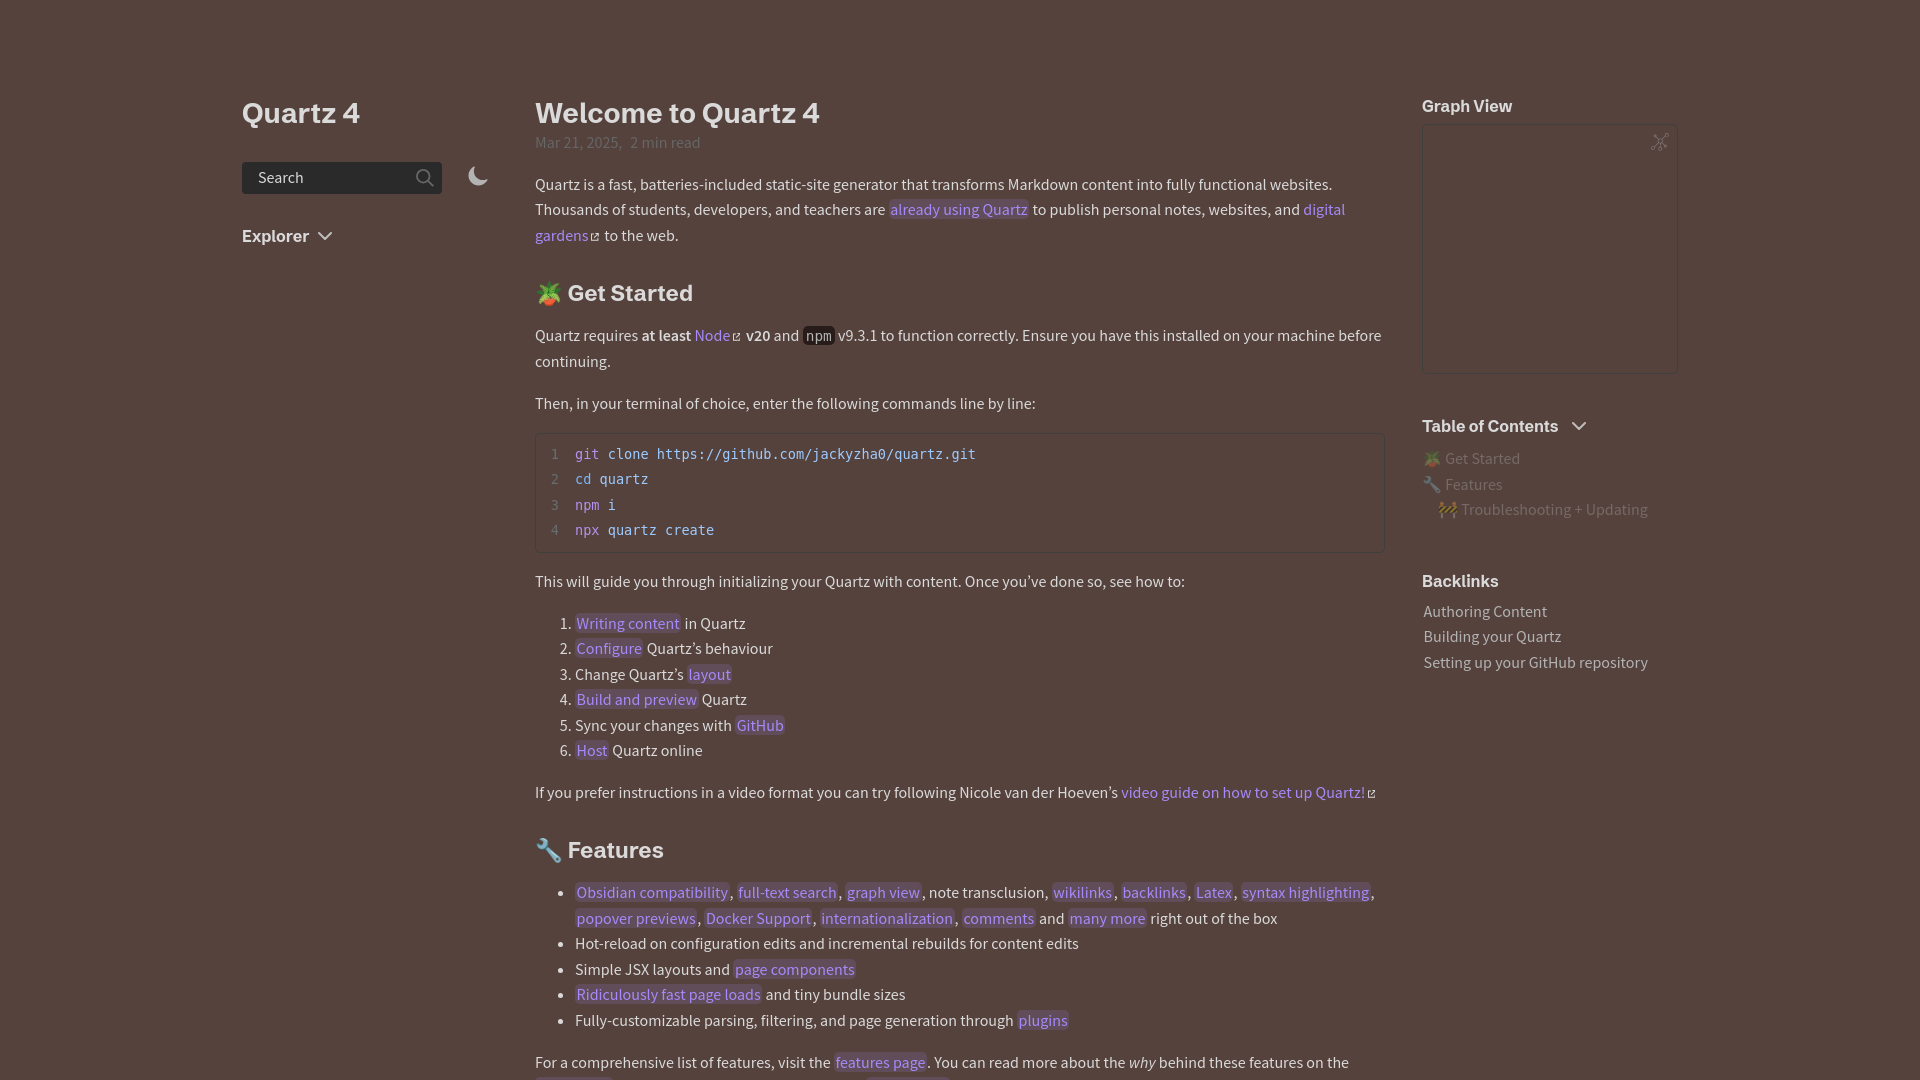 Quartz 4
Search
Explorer
Welcome to Quartz 4
Mar 21, 2025, 2 min read
Quartz is a fast, batteries-included static-site generator that transforms Markdown content into fully functional websites.
Thousands of students, developers, and teachers are already using Quartz to publish personal notes, websites, and digital
gardens to the web.
🪴 Get Started
Quartz requires at least Node v20 and npm v9.3.1 to function correctly. Ensure you have this installed on your machine before
continuing.
Then, in your terminal of choice, enter the following commands line by line:
1 git clone https://github.com/jackyzha0/quartz.git
2 cd quartz
3 npm i
4 npx quartz create
This will guide you through initializing your Quartz with content. Once you’ve done so, see how to:
1. Writing content in Quartz
2. Configure Quartz’s behaviour
3. Change Quartz’s layout
4. Build and preview Quartz
5. Sync your changes with GitHub
6. Host Quartz online
If you prefer instructions in a video format you can try following Nicole van der Hoeven’s video guide on how to set up Quartz!
🔧 Features
• Obsidian compatibility, full-text search, graph view, note transclusion, wikilinks, backlinks, Latex, syntax highlighting,
popover previews, Docker Support, internationalization, comments and many more right out of the box
• Hot-reload on configuration edits and incremental rebuilds for content edits
• Simple JSX layouts and page components
• Ridiculously fast page loads and tiny bundle sizes
• Fully-customizable parsing, filtering, and page generation through plugins
For a comprehensive list of features, visit the features page. You can read more about the why behind these features on the
Graph View
Table of Contents
🪴 Get Started
🔧 Features
🚧 Troubleshooting + Updating
Backlinks
Authoring Content
Building your Quartz
Setting up your GitHub repository